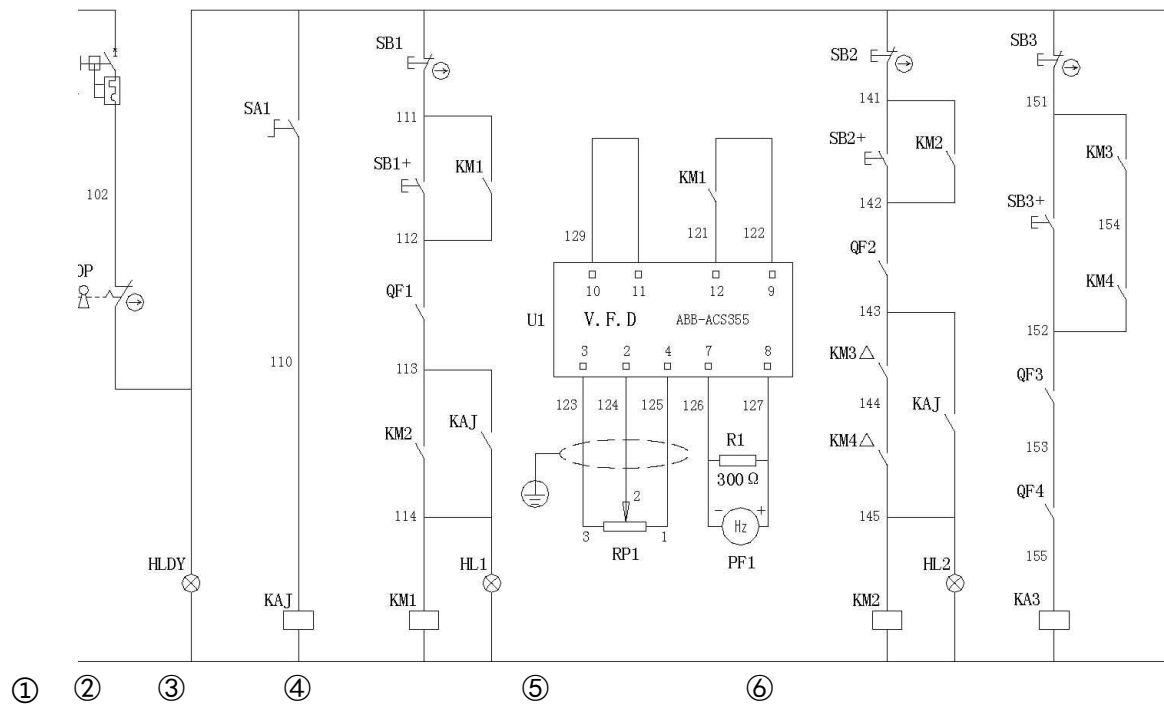 SB1
SB2
SB3
SA1
111
141
151
SB1+
KM1
SB2+
KM2
KM3
102
KM1
SB3+
112
129
121
122
142
154
QF1
10
11
12
9
QF2
KM4
U1
V.F.D
ABB-ACS355
143
152
110
3
2
4
7
8
113
KM3△
QF3
123
124
125
126
127
144
KAJ
KM2
KAJ
R1
KM4△
153
300Ω
QF4
114
2
-
+
145
Hz
3
1
HLDY
HL1
RP1
PF1
HL2
155
KAJ
KM1
KM2
KA3
① ② ③ ④ ⑤ ⑥